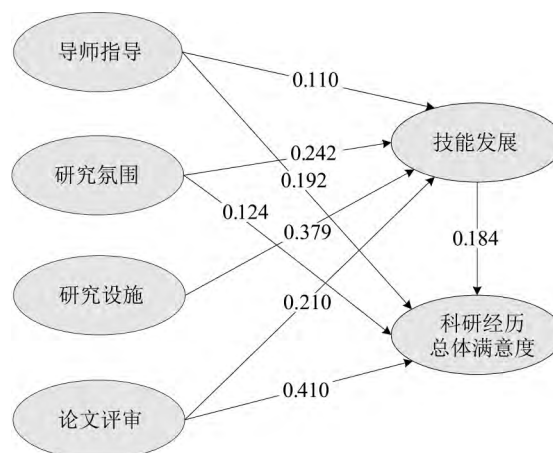 导师指导
0.110
技能发展
研究氛围
0.242
0.192
0.124
0.379
0.184
研究设施
0.210
科研经历
总体满意度
0.410
论文评审